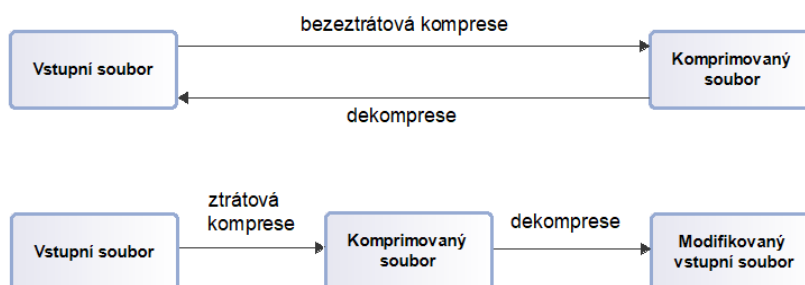 bezeztrátová komprese
Vstupní soubor
Komprimovaný
soubor
dekomprese
ztrátová
komprese
dekomprese
Vstupní soubor
Komprimovaný
soubor
Modifikovaný
vstupní soubor